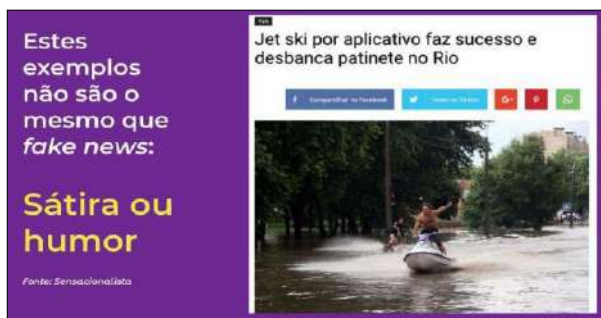 Estes
exemplos
não são o
mesmo que
fake news:
Sátira ou
humor
Fonte: Sensacionalista
Jet ski por aplicativo faz sucesso e
desbanca patinete no Rio
Compartilhar no Facebook
G+